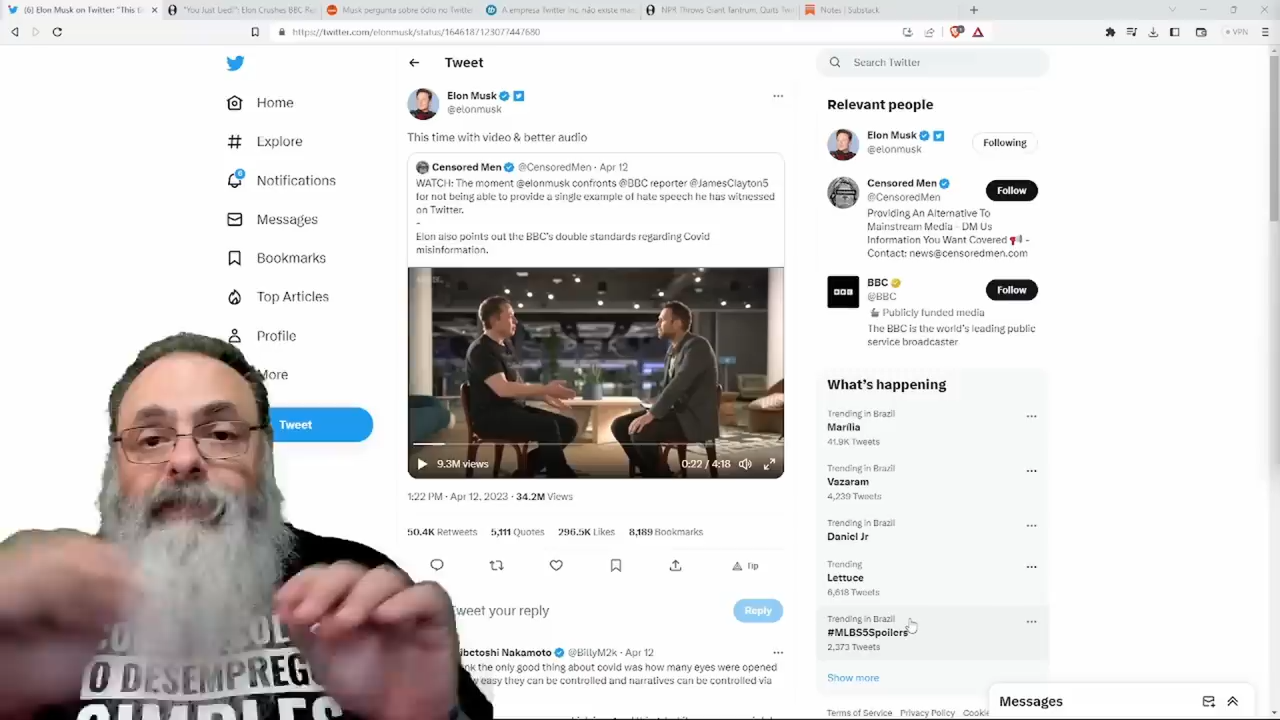 (6) Elon Musk on Twitter: "This t
"You Just Lied!": Elon Crushes BBC Re
Musk pergunta sobre ódio no Twitter
A empresa Twitter Inc. não existe ma
NPR Throws Giant Tantrum, Quits Tw
Notes | Substack
https://twitter.com/elonmusk/status/1646187123077447680
VPN
Home
Explore
6
Notifications
Messages
Bookmarks
Top Articles
Profile
More
Tweet
Tweet
Elon Musk
@elonmusk
This time with video & better audio
Censored Men @CensoredMen · Apr 12
WATCH: The moment @elonmusk confronts @BBC reporter @JamesClayton5
for not being able to provide a single example of hate speech he has witnessed
on Twitter.
-
Elon also points out the BBC's double standards regarding Covid
misinformation.
9.3M views
0:22 / 4:18
1:22 PM · Apr 12, 2023 · 34.2M Views
50.4K Retweets 5,111 Quotes 296.5K Likes 8,189 Bookmarks
Tip
Tweet your reply
Reply
@BillyM2k · Apr 12
the only good thing about covid was how many eyes were opened
easy they can be controlled and narratives can be controlled via
Search Twitter
Relevant people
Elon Musk
@elonmusk
Following
Censored Men
@CensoredMen
Follow
Providing An Alternative To
Mainstream Media - DM Us
Information You Want Covered
Contact: news@censoredmen.com
BBC
BBC
@BBC
Follow
Publicly funded media
The BBC is the world's leading public
service broadcaster
What's happening
Trending in Brazil
Marília
41.9K Tweets
Trending in Brazil
Vazaram
4,239 Tweets
Trending in Brazil
Daniel Jr
Trending
Lettuce
6,618 Tweets
Trending in Brazil
#MLBS5Spoilers
2,373 Tweets
Show more
Terms of Service Privacy Policy Cookie
Messages
O DESEMPREG
SIMPLES